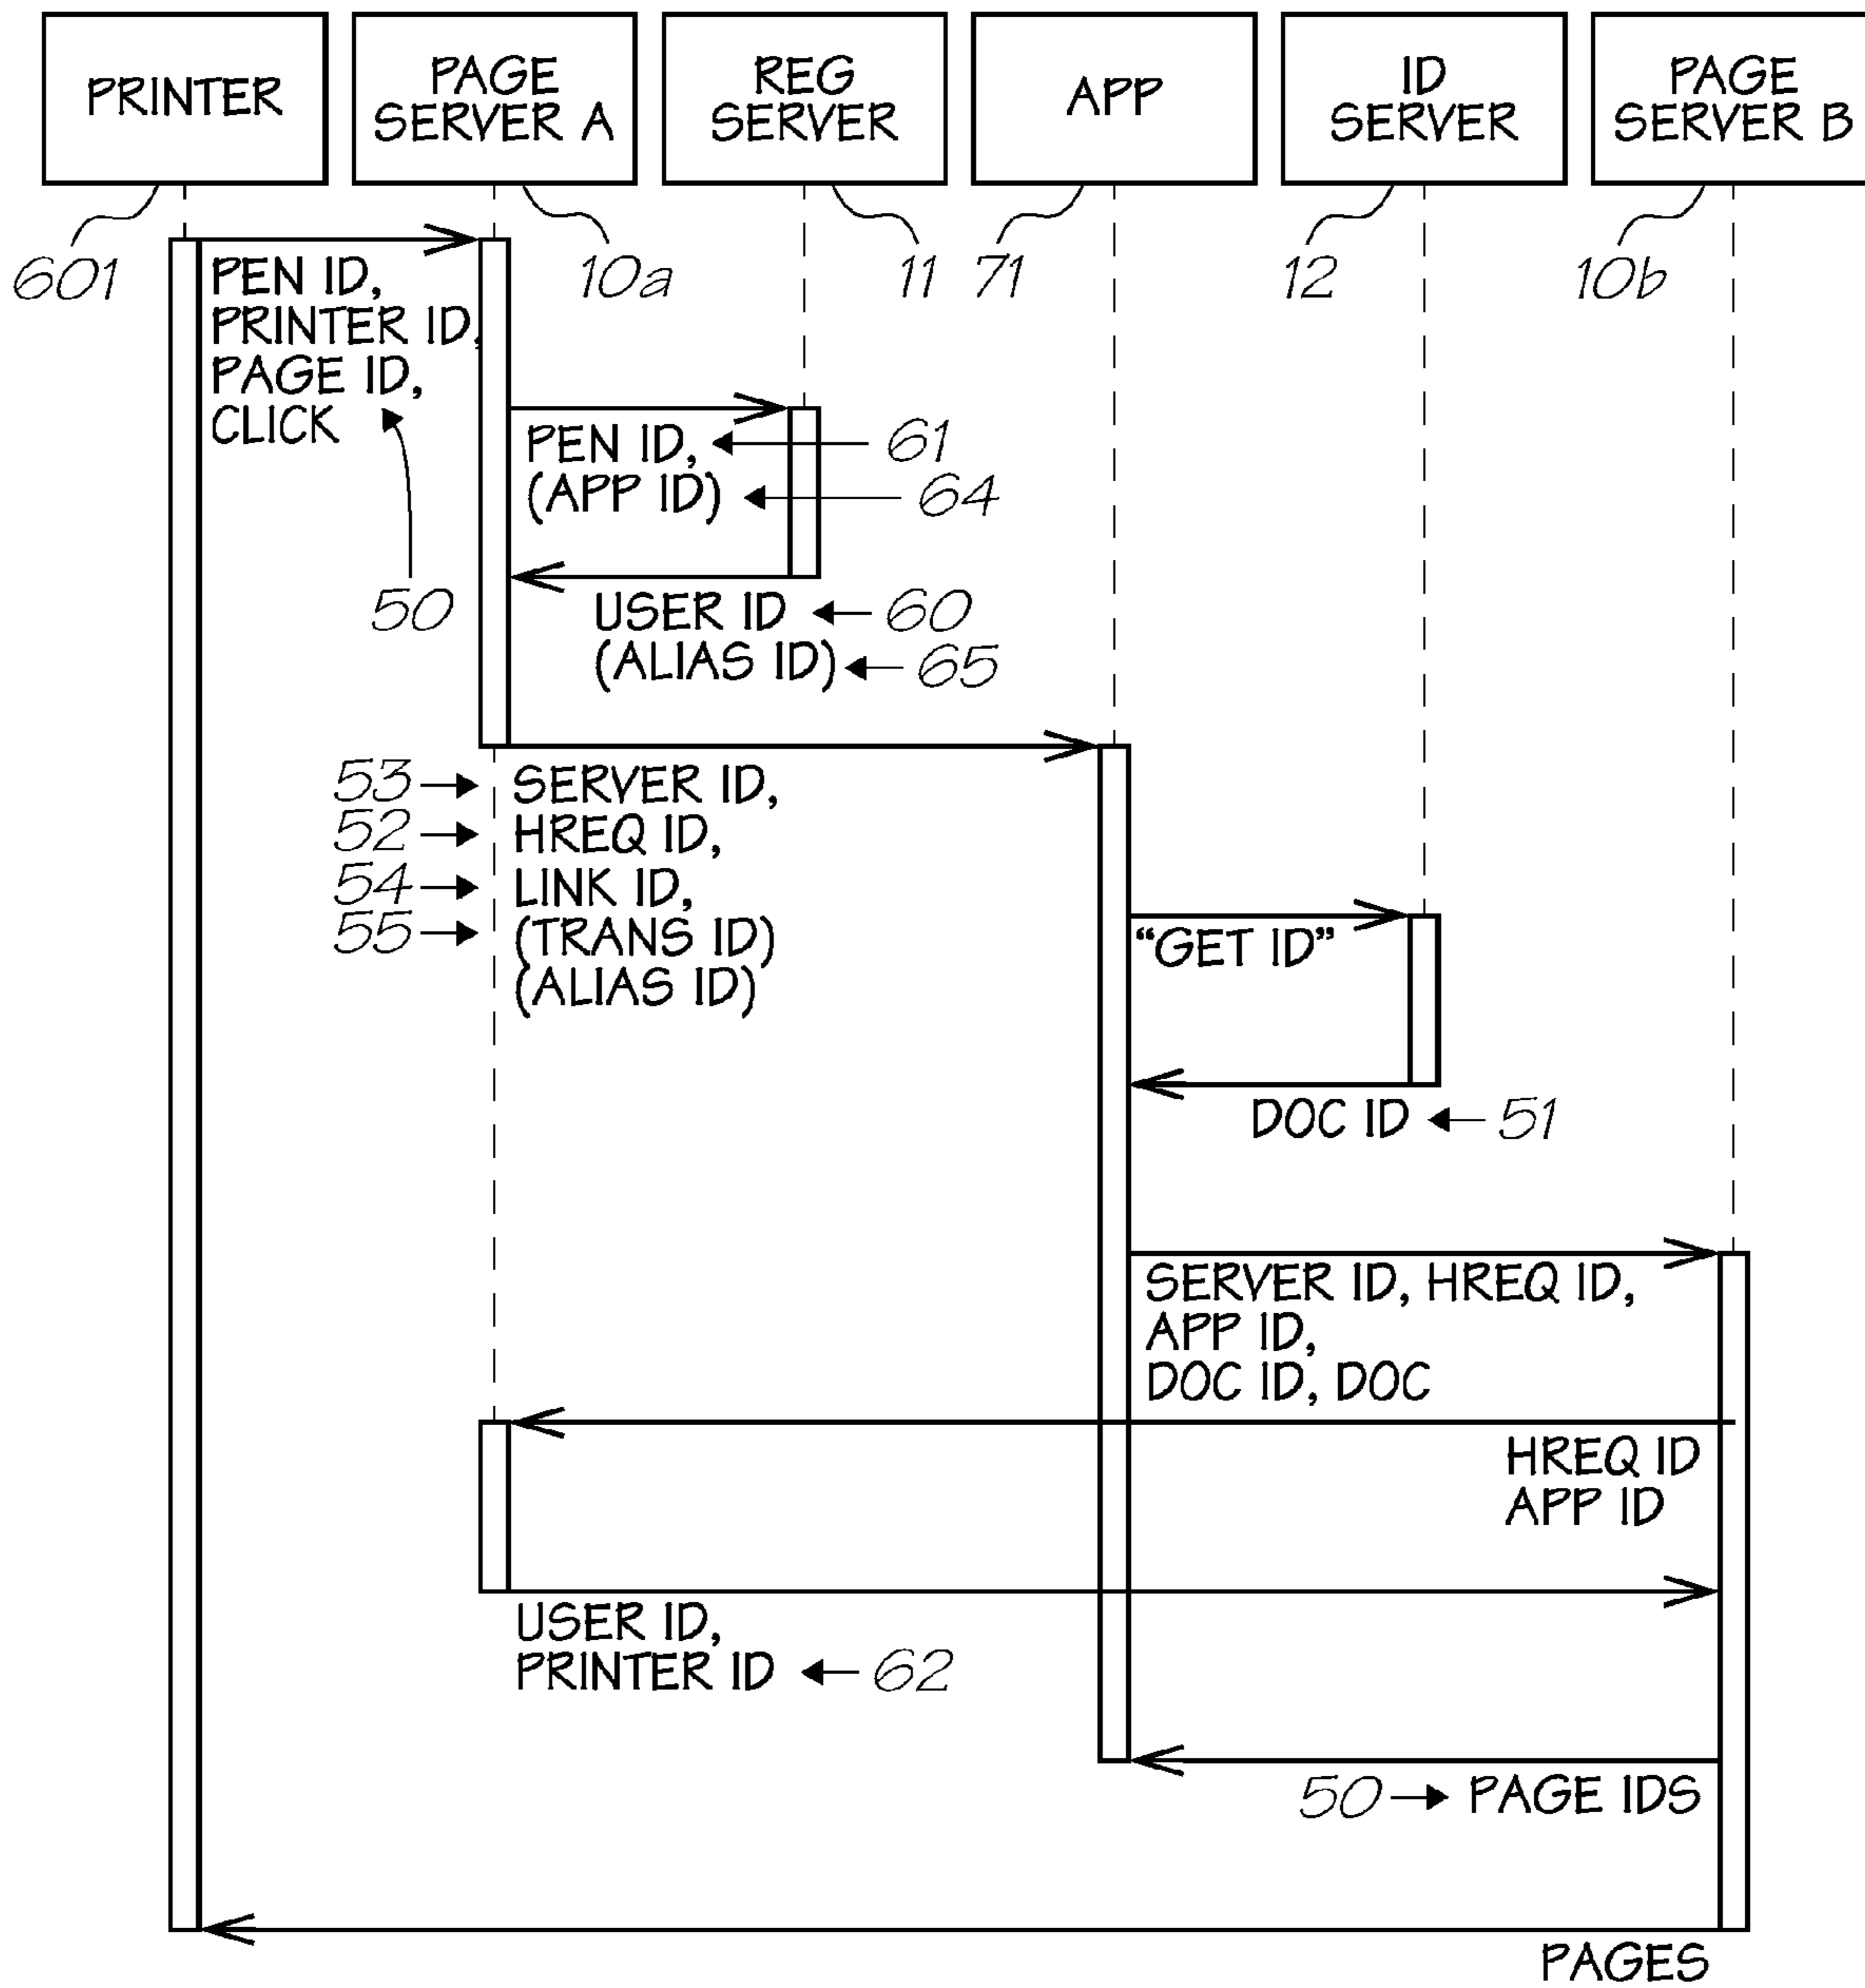 PRINTER
PAGE
SERVER A
REG
SERVER
APP
ID
SERVER
PAGE
SERVER B
601
10a
11
71
12
10b
PEN ID,
PRINTER ID,
PAGE ID,
CLICK
50
PEN ID,
61
(APP ID)
64
USER ID
60
(ALIAS ID)
65
53
SERVER ID,
52
HREQ ID,
54
LINK ID,
55
(TRANS ID)
(ALIAS ID)
“GET ID”
DOC ID
51
SERVER ID, HREQ ID,
APP ID,
DOC ID, DOC
HREQ ID
APP ID
USER ID,
PRINTER ID
62
50
PAGE IDS
PAGES